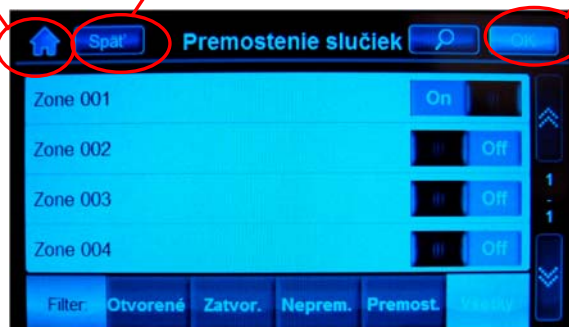 Späť Premostenie slučiek OK
Zone 001 On
Zone 002 Off
Zone 003 Off
Zone 004 Off
1
-
1
Filter: Otvorené Zatvor. Neprem. Premost. Všetky